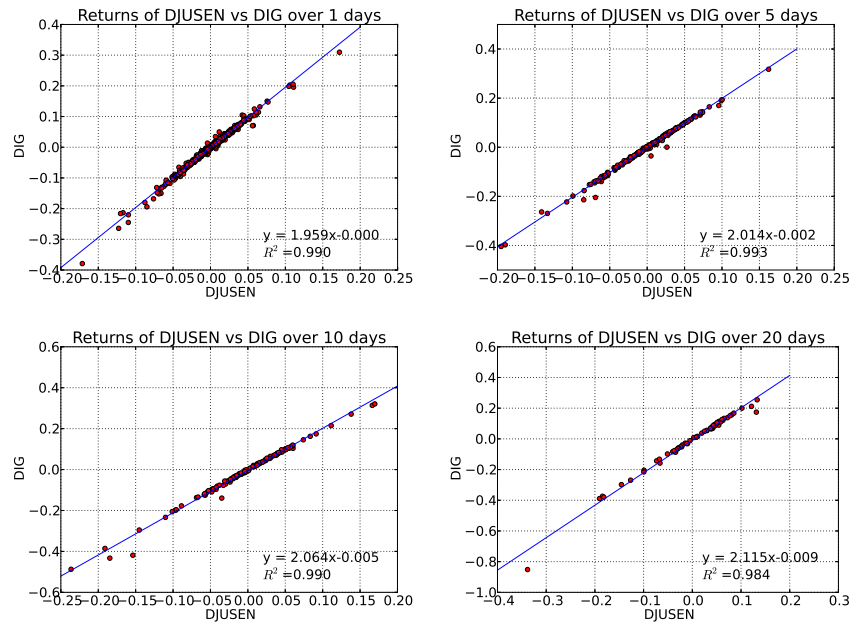 Returns of DJUSEN vs DIG over 1 days
0.4
0.3
0.2
0.1
0.0
−0.1
−0.2
−0.3
−0.4
DIG
y = 1.959x-0.000
R² =0.990
−0.20 −0.15 −0.10 −0.05 0.00 0.05 0.10 0.15 0.20 0.25
DJUSEN
Returns of DJUSEN vs DIG over 5 days
0.4
0.2
0.0
−0.2
−0.4
DIG
y = 2.014x-0.002
R² =0.993
−0.20 −0.15 −0.10 −0.05 0.00 0.05 0.10 0.15 0.20 0.25
DJUSEN
Returns of DJUSEN vs DIG over 10 days
0.6
0.4
0.2
0.0
−0.2
−0.4
−0.6
DIG
y = 2.064x-0.005
R² =0.990
−0.25 −0.20 −0.15 −0.10 −0.05 0.00 0.05 0.10 0.15 0.20
DJUSEN
Returns of DJUSEN vs DIG over 20 days
0.6
0.4
0.2
0.0
−0.2
−0.4
−0.6
−0.8
−1.0
DIG
y = 2.115x-0.009
R² =0.984
−0.4 −0.3 −0.2 −0.1 0.0 0.1 0.2 0.3
DJUSEN